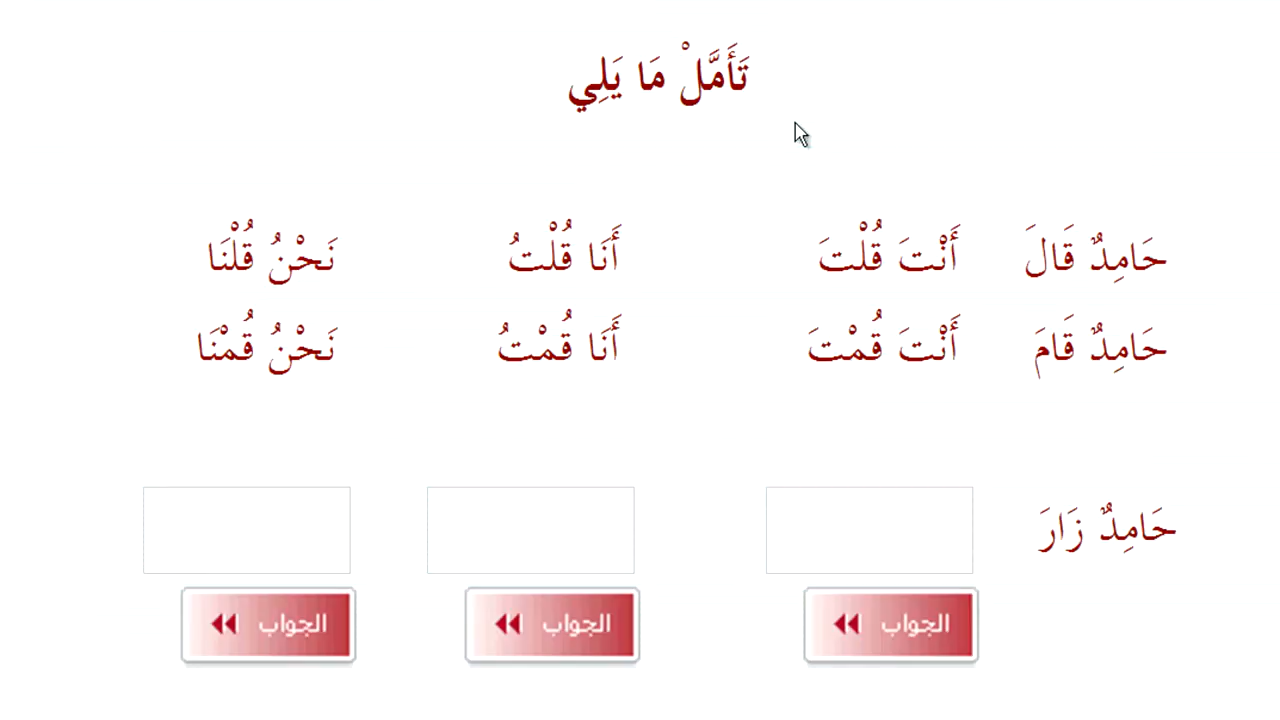 تَأَمَّلْ مَا يَلِي
حَامِدٌ قَالَ أَنْتَ قُلْتَ أَنَا قُلْتُ نَحْنُ قُلْنَا
حَامِدٌ قَامَ أَنْتَ قُمْتَ أَنَا قُمْتُ نَحْنُ قُمْنَا
حَامِدٌ زَارَ
الجواب الجواب الجواب